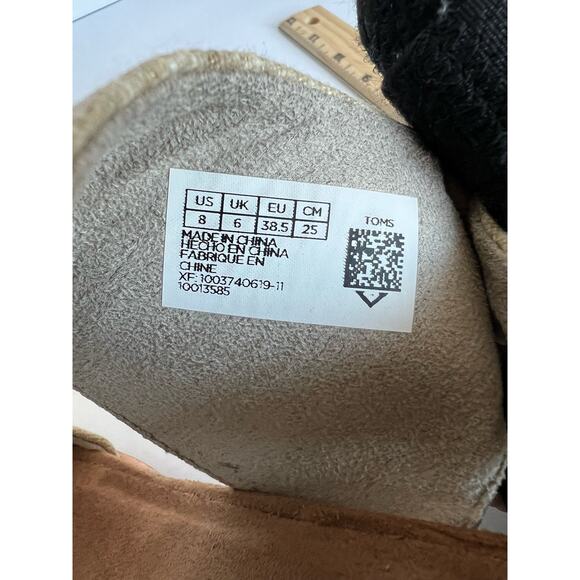 US UK EU CM
8 6 38.5 25
TOMS
MADE IN CHINA
HECHO EN CHINA
FABRIQUE EN
CHINE
XF: 1003740619-11
10013585